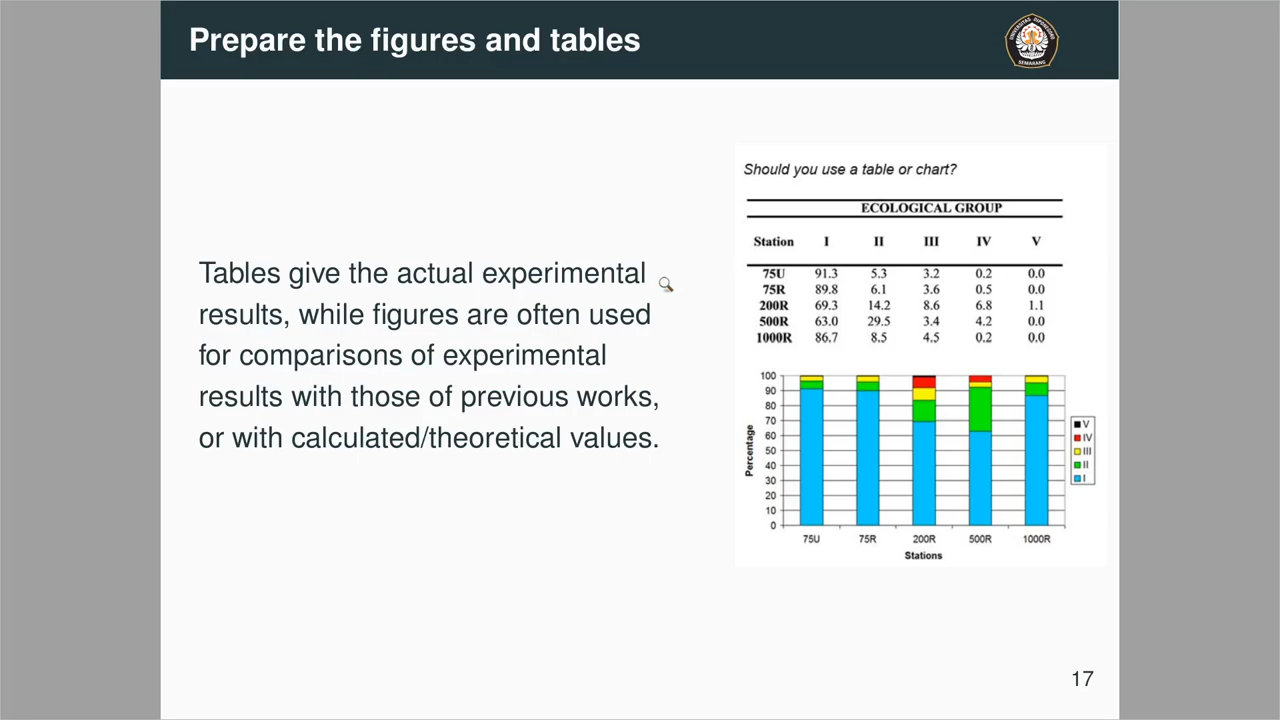 Prepare the figures and tables
UNIVERSITAS DIPONEGORO
SEMARANG
Tables give the actual experimental
results, while figures are often used
for comparisons of experimental
results with those of previous works,
or with calculated/theoretical values.
Should you use a table or chart?
ECOLOGICAL GROUP
Station I II III IV V
75U 91.3 5.3 3.2 0.2 0.0
75R 89.8 6.1 3.6 0.5 0.0
200R 69.3 14.2 8.6 6.8 1.1
500R 63.0 29.5 3.4 4.2 0.0
1000R 86.7 8.5 4.5 0.2 0.0
Percentage
100
90
80
70
60
50
40
30
20
10
0
75U 75R 200R 500R 1000R
Stations
V
IV
III
II
I
17